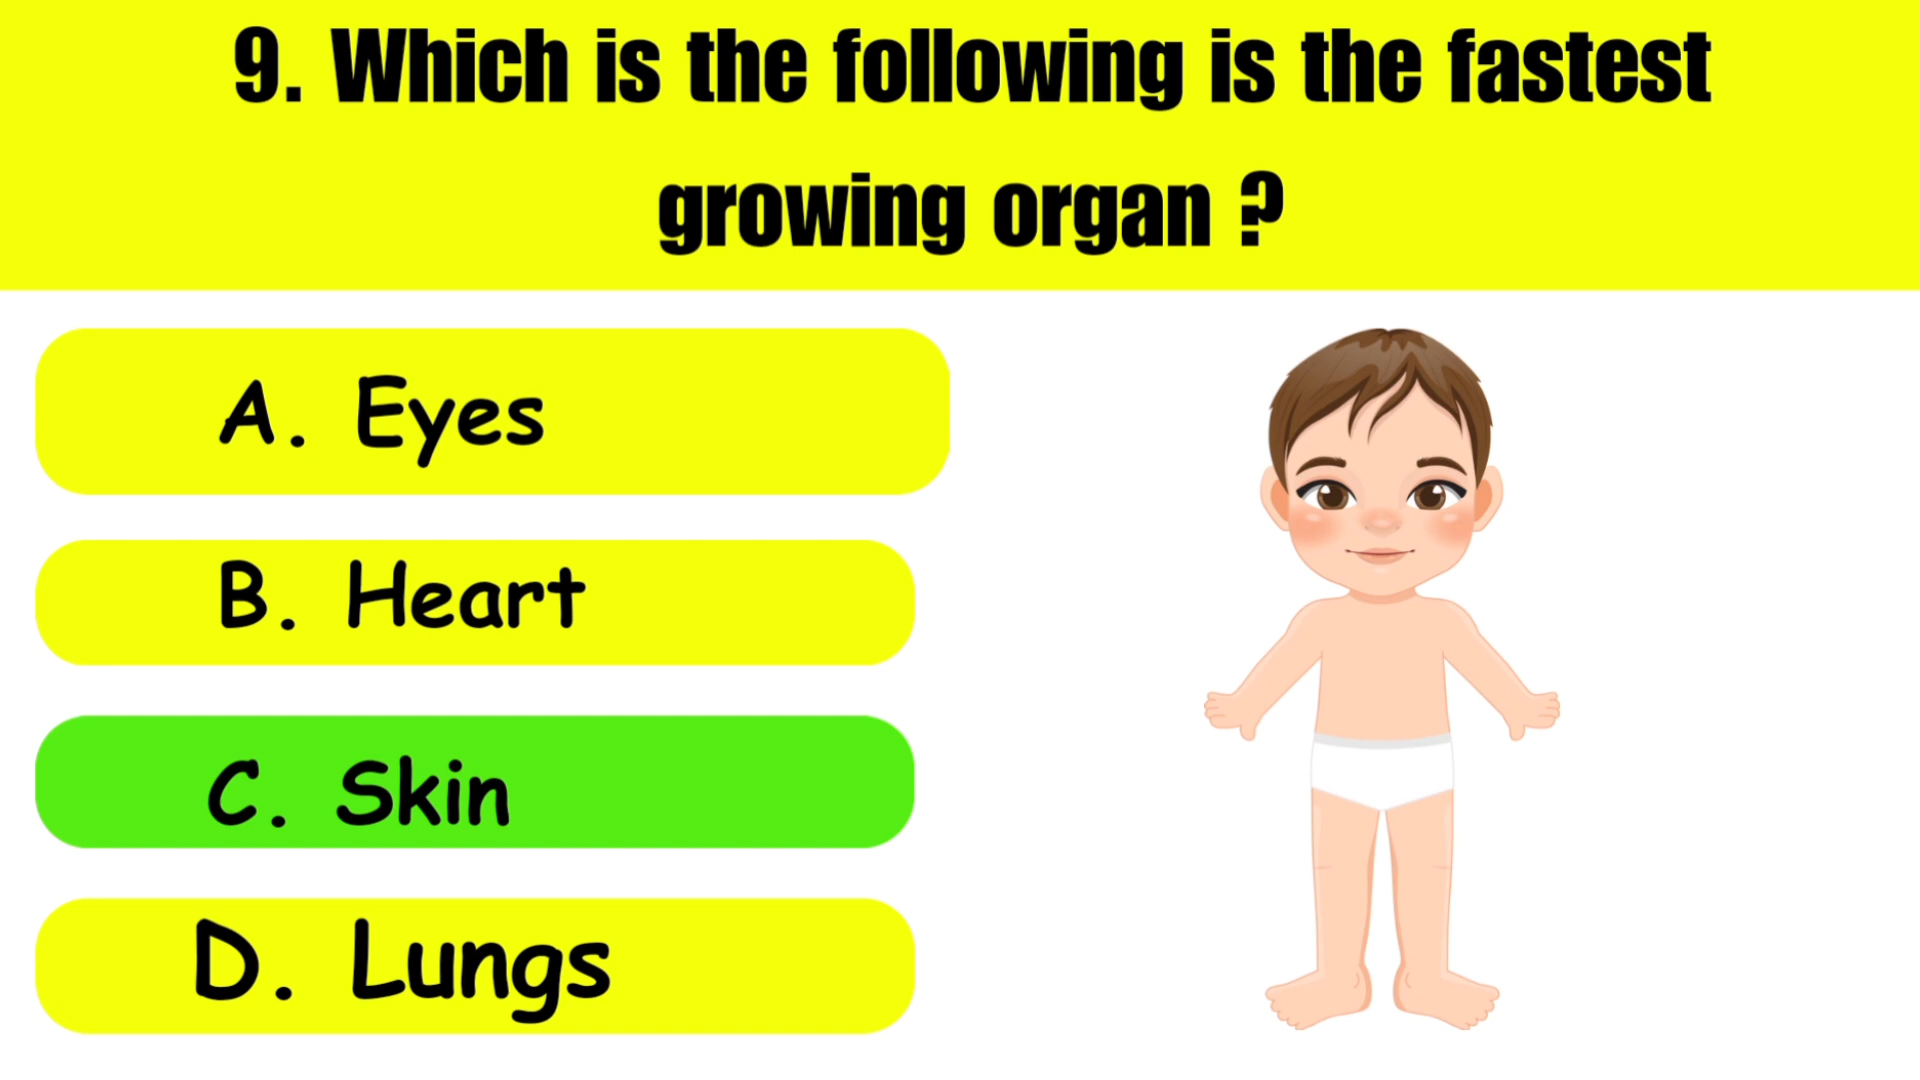 9. Which is the following is the fastest
growing organ ?
A. Eyes
B. Heart
C. Skin
D. Lungs